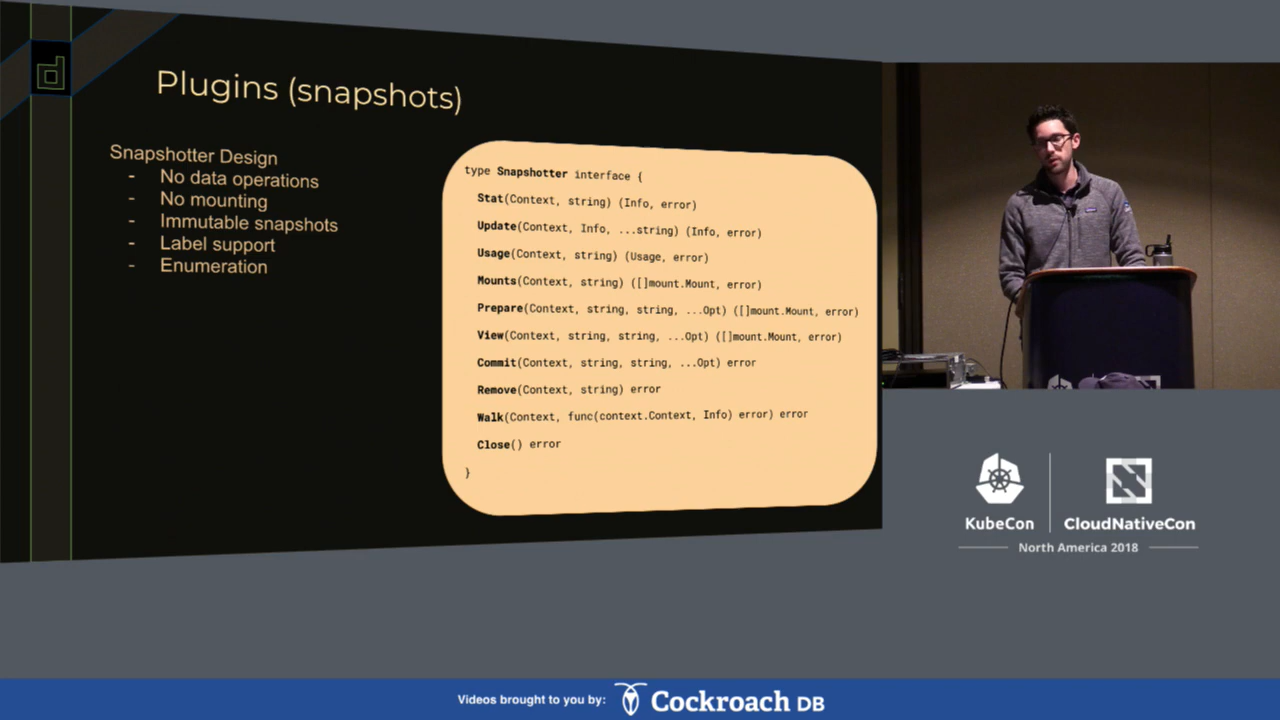 Plugins (snapshots)
Snapshotter Design
- No data operations
- No mounting
- Immutable snapshots
- Label support
- Enumeration
type Snapshotter interface {
Stat(Context, string) (Info, error)
Update(Context, Info, ...string) (Info, error)
Usage(Context, string) (Usage, error)
Mounts(Context, string) ([]mount.Mount, error)
Prepare(Context, string, string, ...Opt) ([]mount.Mount, error)
View(Context, string, string, ...Opt) ([]mount.Mount, error)
Commit(Context, string, string, ...Opt) error
Remove(Context, string) error
Walk(Context, func(context.Context, Info) error) error
Close() error
}
KubeCon
CloudNativeCon
North America 2018
Videos brought to you by:
Cockroach DB